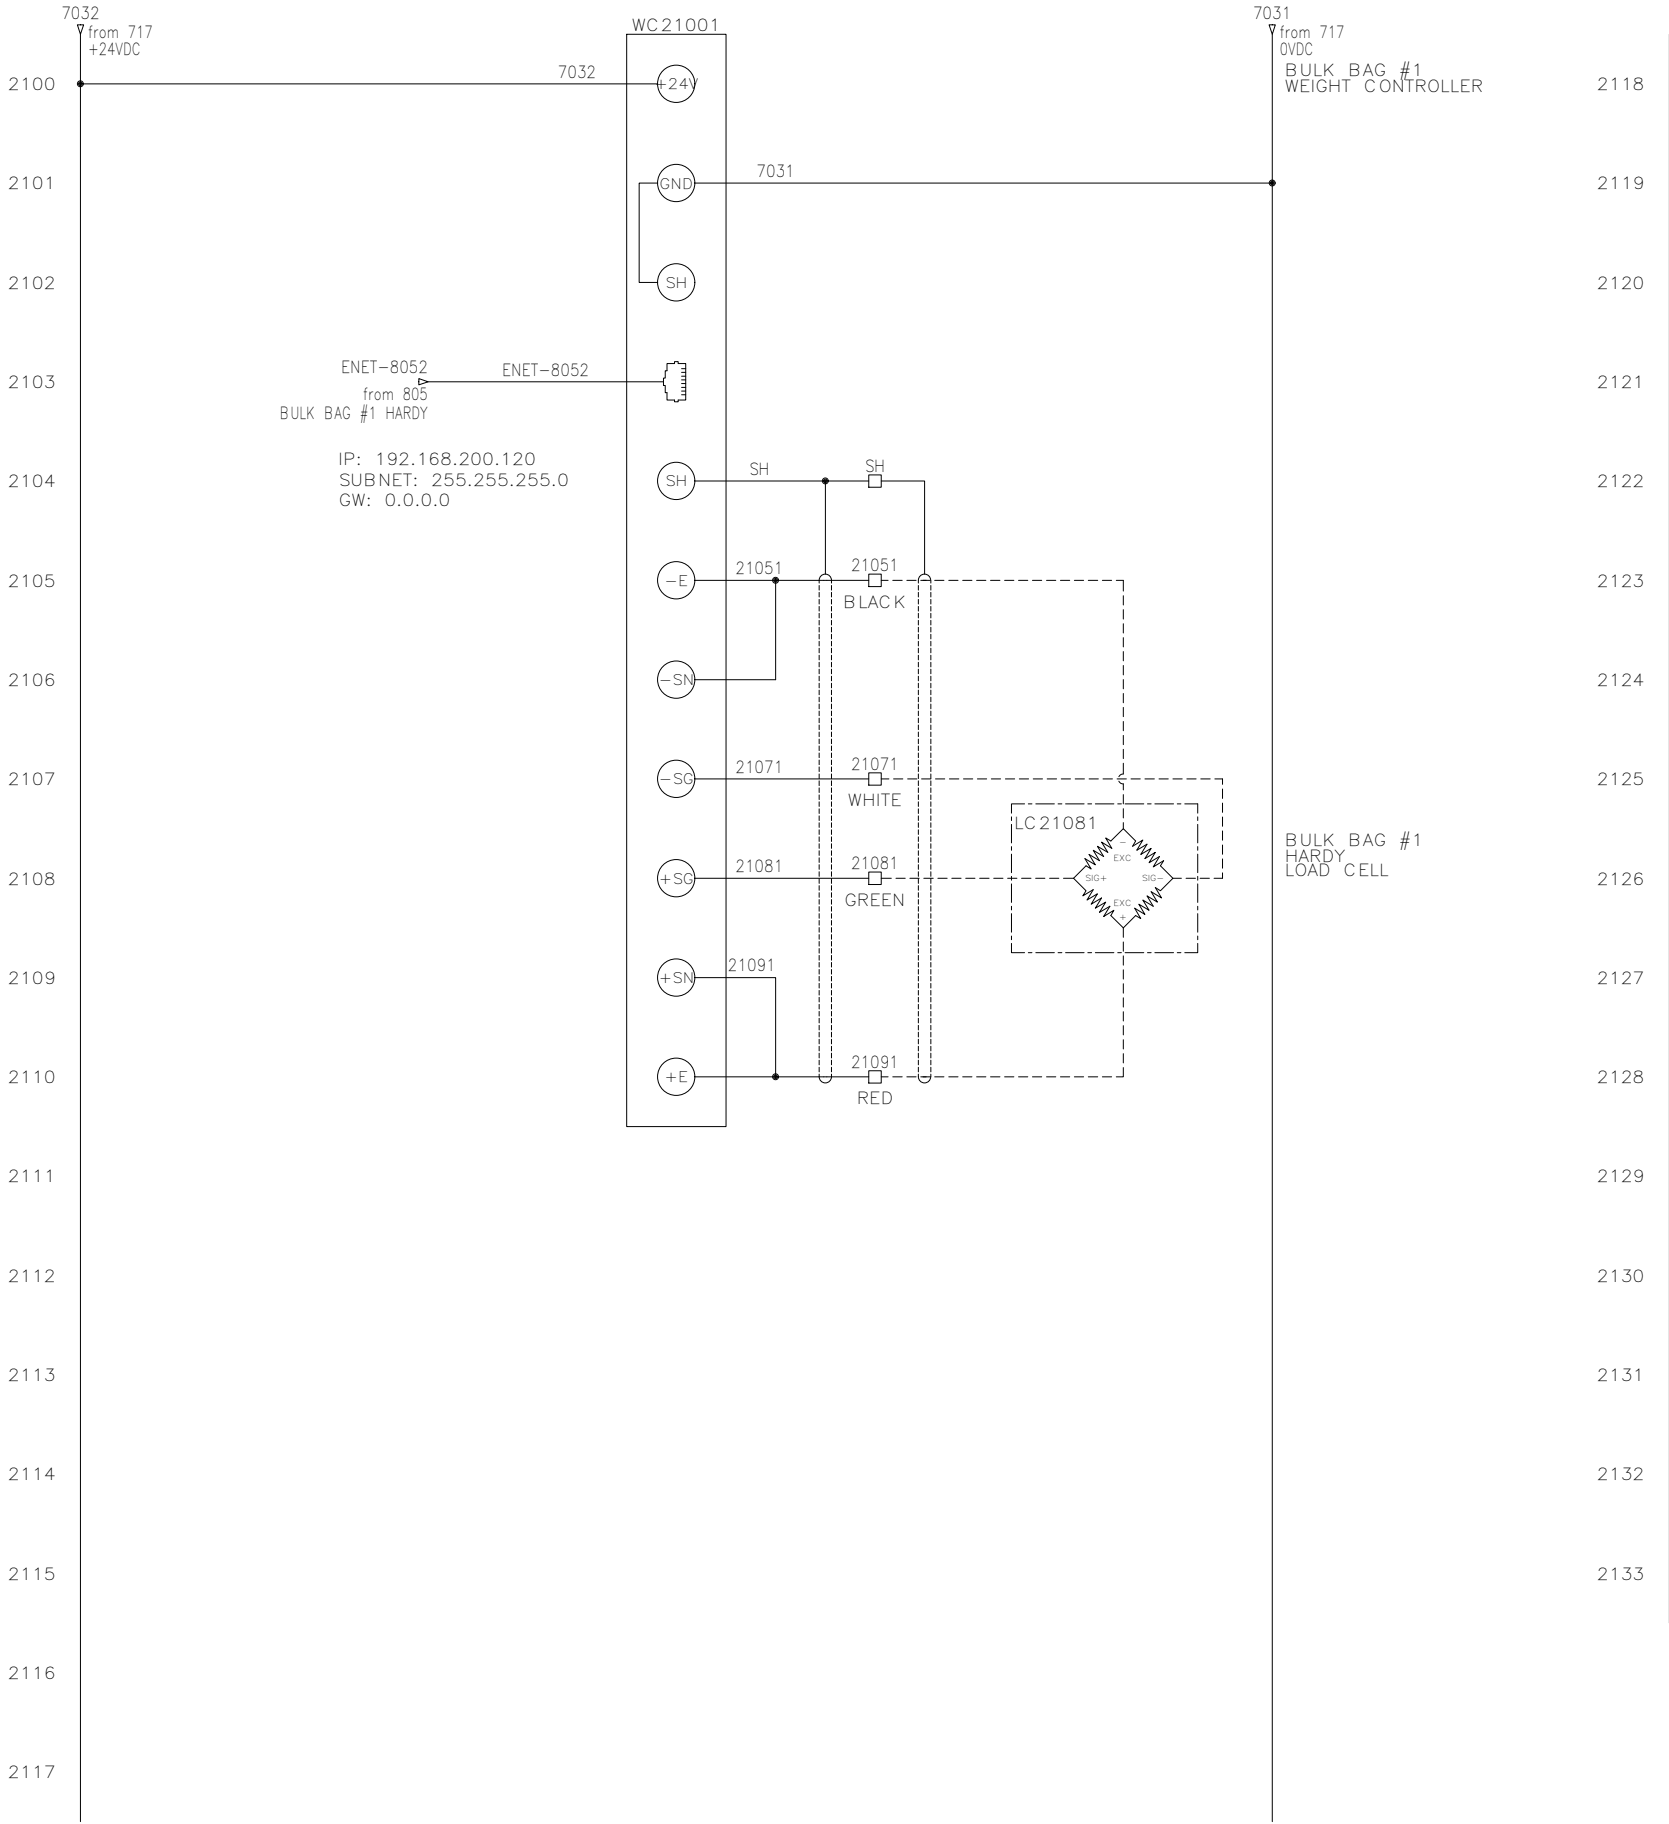 7032
from 717
+24VDC
WC21001
7031
from 717
0VDC
BULK BAG #1
WEIGHT CONTROLLER
2100
7032
+24V
2118
2101
GND
7031
2119
2102
SH
2120
ENET-8052
ENET-8052
2103
from 805
BULK BAG #1 HARDY
2121
IP: 192.168.200.120
SUBNET: 255.255.255.0
GW: 0.0.0.0
2104
SH
SH
SH
2122
2105
-E
21051
21051
BLACK
2123
2106
-SN
2124
2107
-SG
21071
21071
WHITE
2125
LC21081
-
EXC
SIG+
SIG-
EXC
+
BULK BAG #1
HARDY
LOAD CELL
2108
+SG
21081
21081
GREEN
2126
2109
+SN
21091
2127
2110
+E
21091
RED
2128
2111
2129
2112
2130
2113
2131
2114
2132
2115
2133
2116
2117